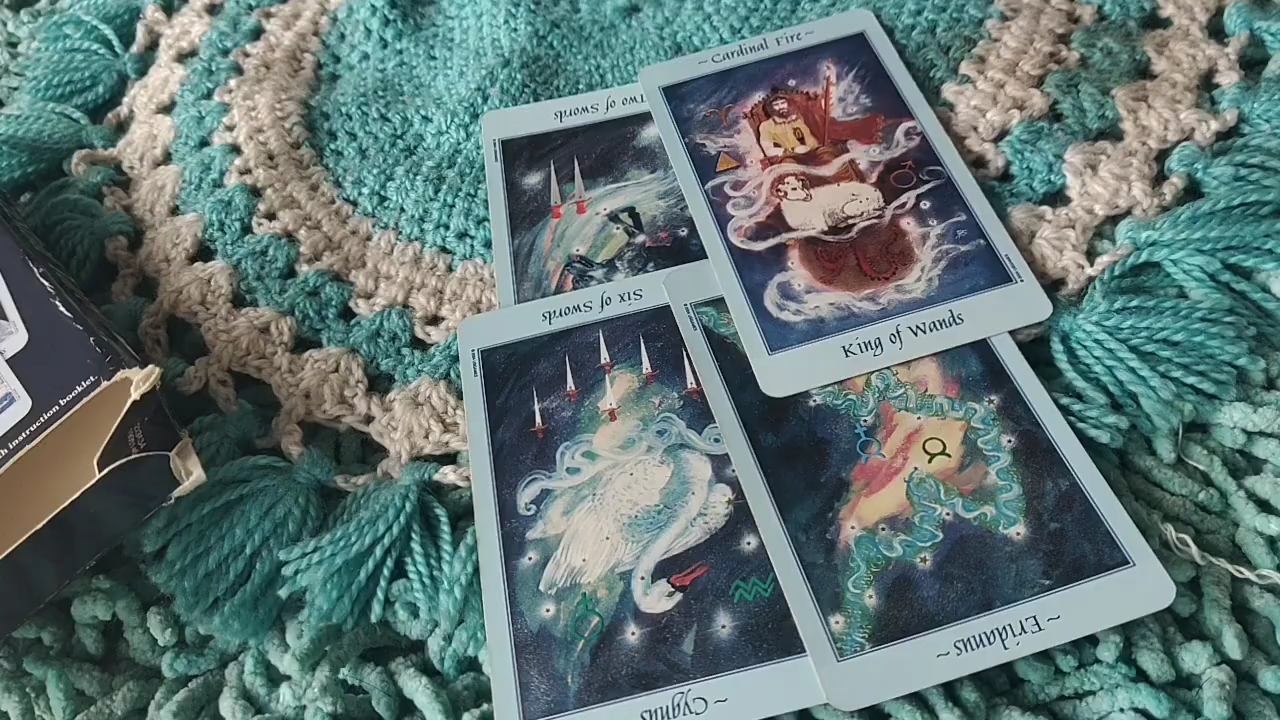 ~ Cardinal Fire ~
Two of Swords
King of Wands
Six of Swords
~ Eridanus ~
~ Cygnus ~
instruction booklet.